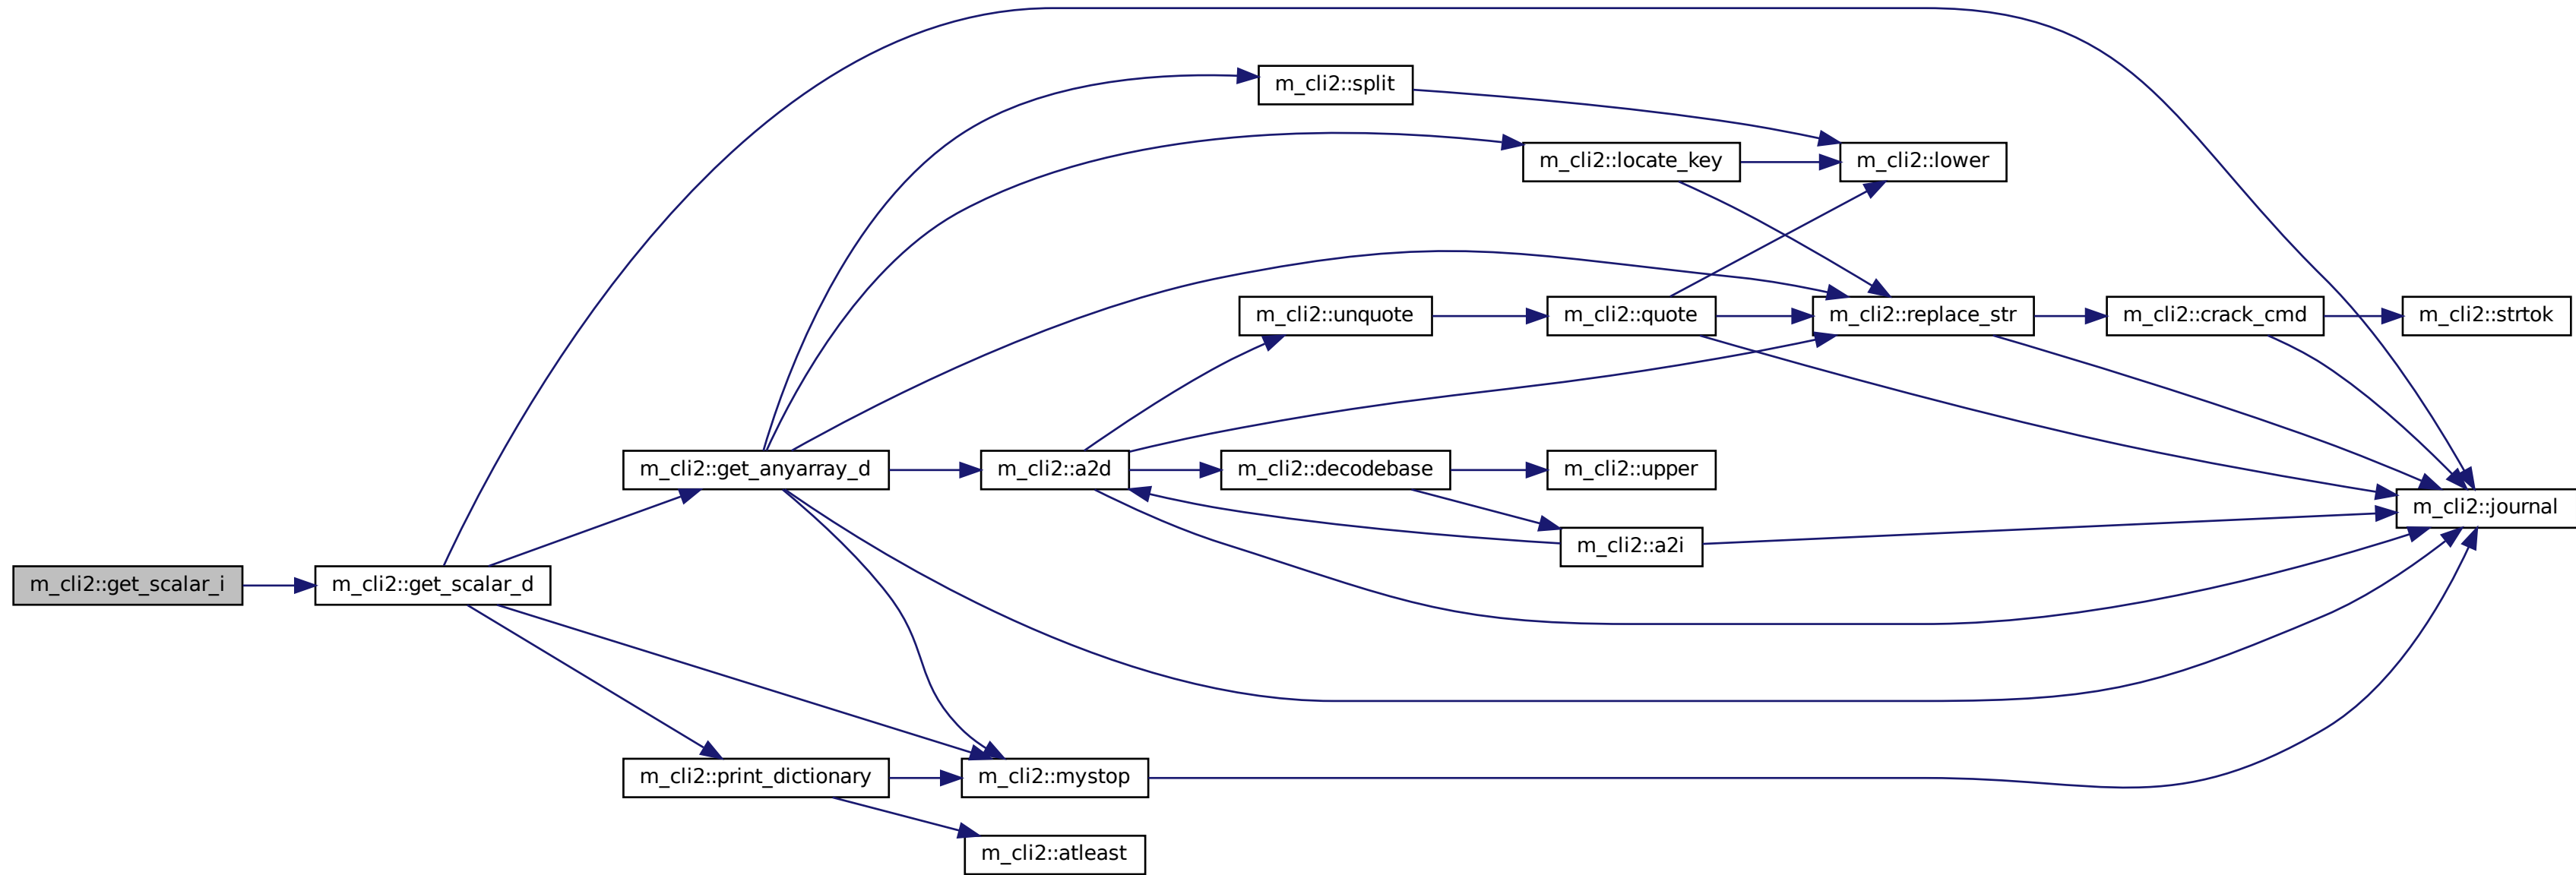 m_cli2::split
m_cli2::locate_key
m_cli2::lower
m_cli2::unquote
m_cli2::quote
m_cli2::replace_str
m_cli2::crack_cmd
m_cli2::strtok
m_cli2::get_anyarray_d
m_cli2::a2d
m_cli2::decodebase
m_cli2::upper
m_cli2::journal
m_cli2::a2i
m_cli2::get_scalar_i
m_cli2::get_scalar_d
m_cli2::print_dictionary
m_cli2::mystop
m_cli2::atleast